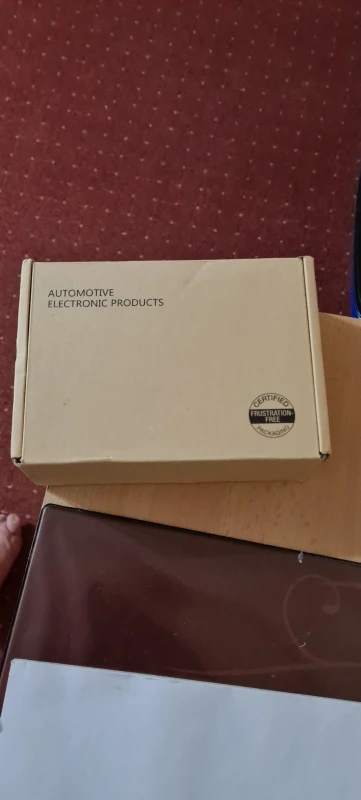 AUTOMOTIVE
ELECTRONIC PRODUCTS
CERTIFIED
FRUSTRATION-
FREE
PACKAGING